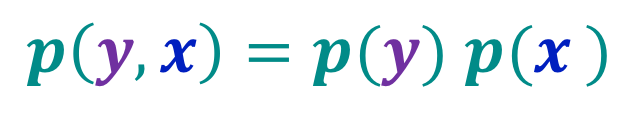 p(y, x) = p(y) p(x )